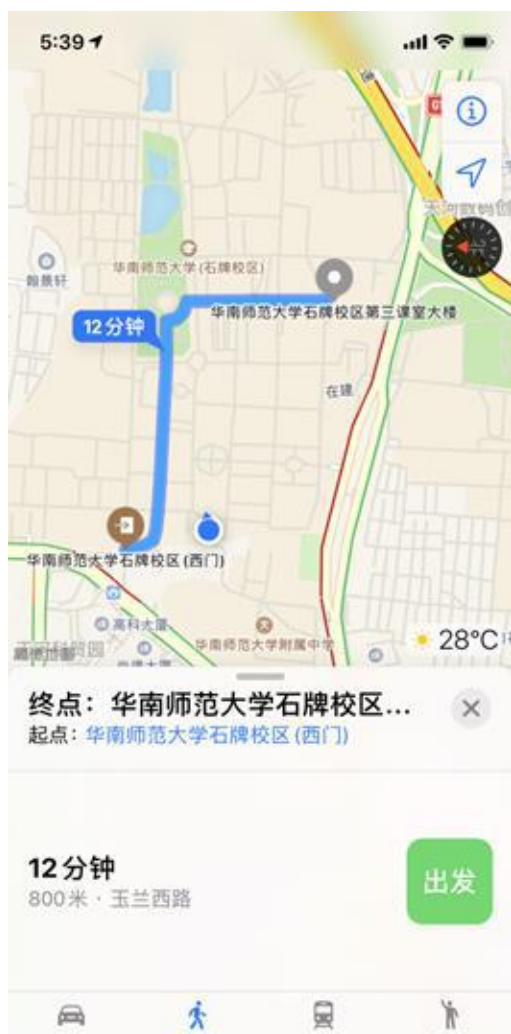 5:39
华南师范大学(石牌校区)
翰景轩
华南师范大学石牌校区第三课室大楼
12分钟
在建
华南师范大学石牌校区(西门)
高科大厦
华南师范大学附属中学
28°C
终点：华南师范大学石牌校区...
起点：华南师范大学石牌校区(西门)
12分钟
800米·玉兰西路
出发